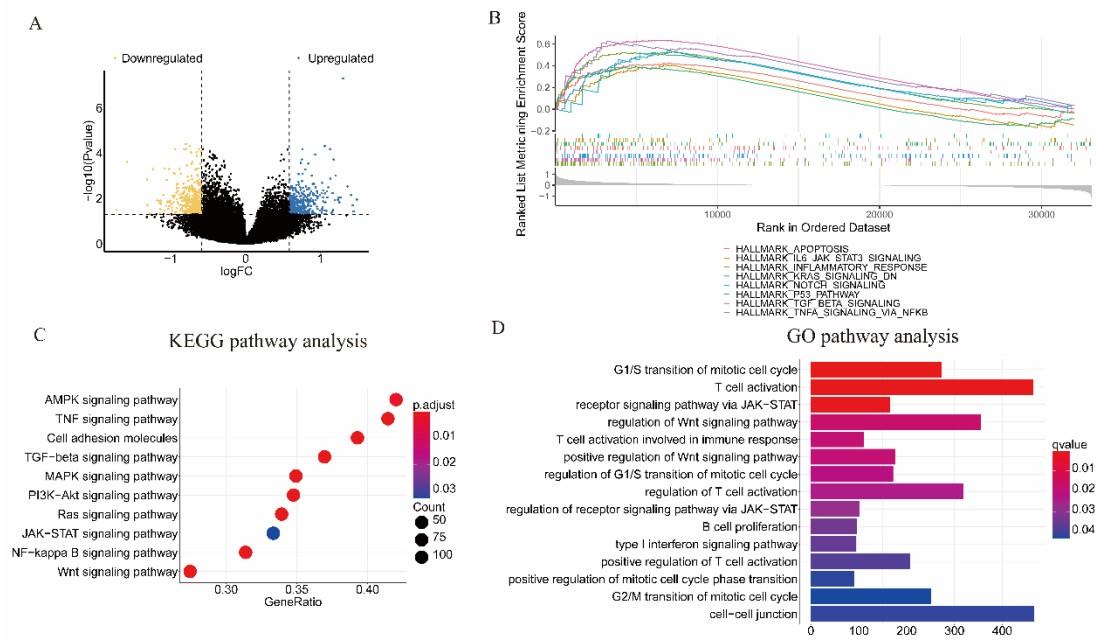 A
Downregulated
Upregulated
6
4
2
0
−log10(Pvalue)
−1
0
1
logFC
B
Ranked List Metricning Enrichment Score
0.6
0.4
0.2
0.0
−0.2
1
0
−1
10000
20000
30000
Rank in Ordered Dataset
HALLMARK_APOPTOSIS
HALLMARK_IL6_JAK_STAT3_SIGNALING
HALLMARK_INFLAMMATORY_RESPONSE
HALLMARK_KRAS_SIGNALING_DN
HALLMARK_NOTCH_SIGNALING
HALLMARK_P53_PATHWAY
HALLMARK_TGF_BETA_SIGNALING
HALLMARK_TNFA_SIGNALING_VIA_NFKB
C
KEGG pathway analysis
AMPK signaling pathway
TNF signaling pathway
Cell adhesion molecules
TGF−beta signaling pathway
MAPK signaling pathway
PI3K−Akt signaling pathway
Ras signaling pathway
JAK−STAT signaling pathway
NF−kappa B signaling pathway
Wnt signaling pathway
0.30
0.35
0.40
GeneRatio
p.adjust
0.01
0.02
0.03
Count
50
75
100
D
GO pathway analysis
G1/S transition of mitotic cell cycle
T cell activation
receptor signaling pathway via JAK−STAT
regulation of Wnt signaling pathway
T cell activation involved in immune response
positive regulation of Wnt signaling pathway
regulation of G1/S transition of mitotic cell cycle
regulation of T cell activation
regulation of receptor signaling pathway via JAK−STAT
B cell proliferation
type I interferon signaling pathway
positive regulation of T cell activation
positive regulation of mitotic cell cycle phase transition
G2/M transition of mitotic cell cycle
cell−cell junction
0
100
200
300
400
qvalue
0.01
0.02
0.03
0.04